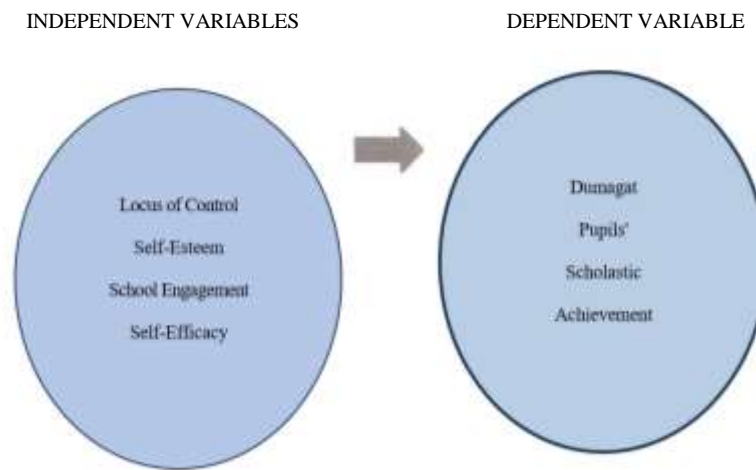 INDEPENDENT VARIABLES
DEPENDENT VARIABLE
Locus of Control
Self-Esteem
School Engagement
Self-Efficacy
Dumagat
Pupils'
Scholastic
Achievement